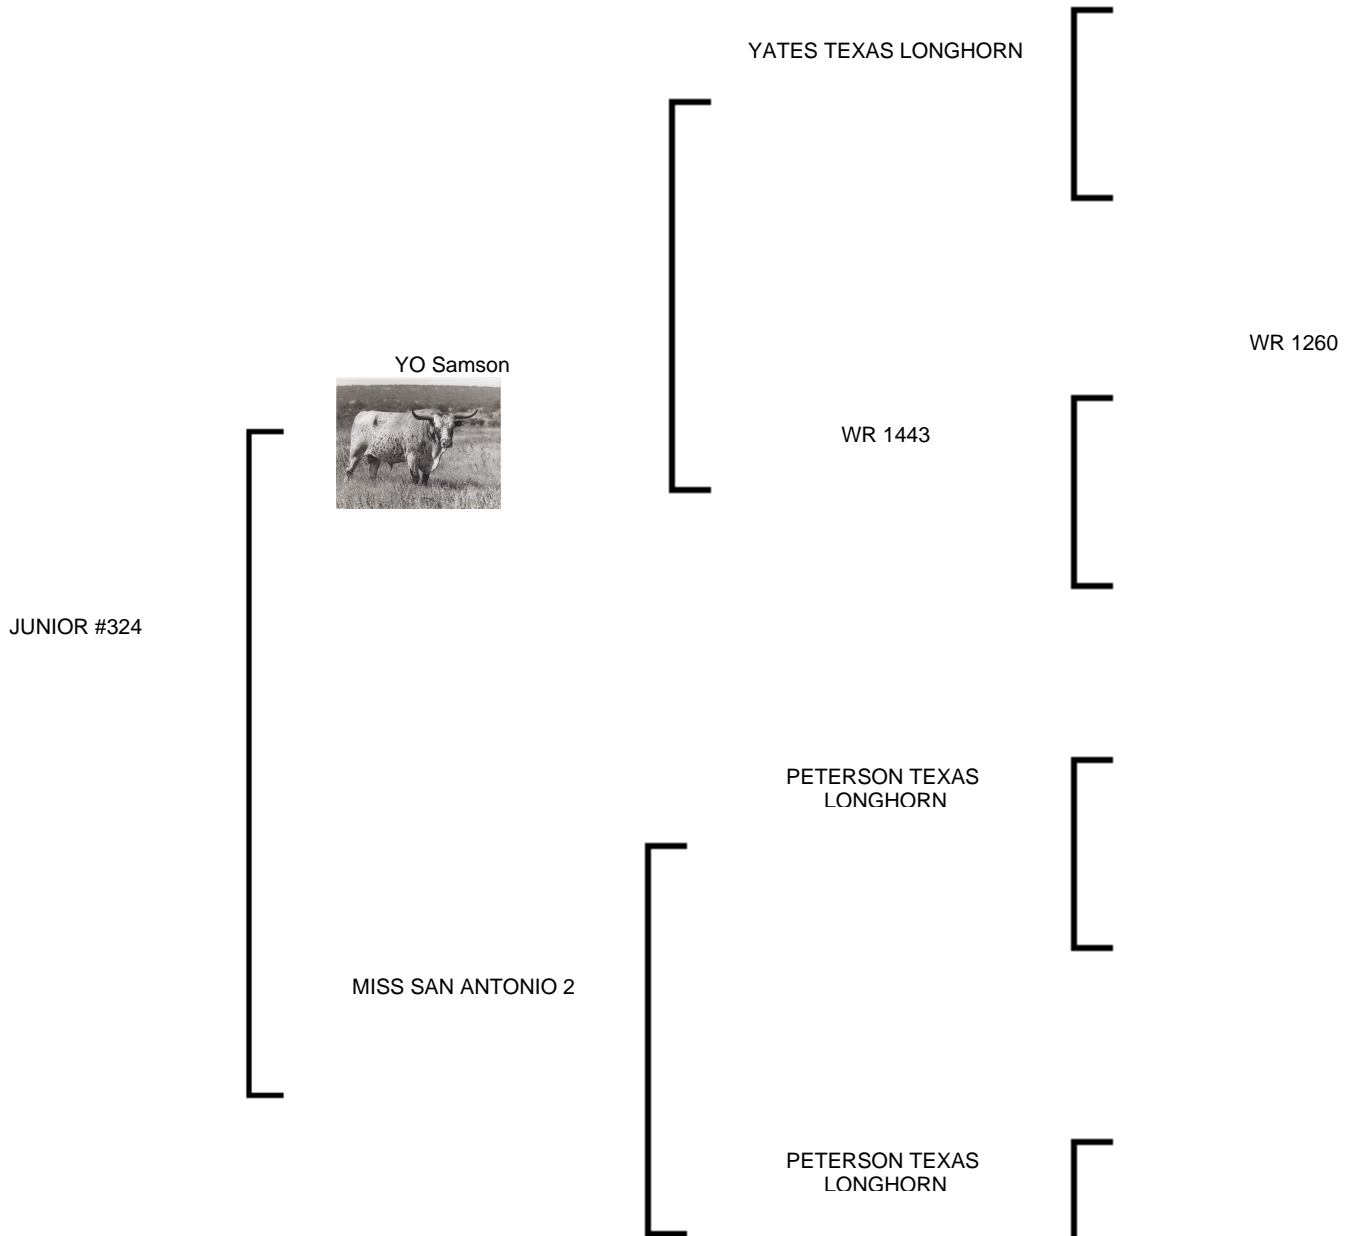 YATES TEXAS LONGHORN
WR 1260
YO Samson
WR 1443
JUNIOR #324
PETERSON TEXAS
LONGHORN
MISS SAN ANTONIO 2
PETERSON TEXAS
LONGHORN